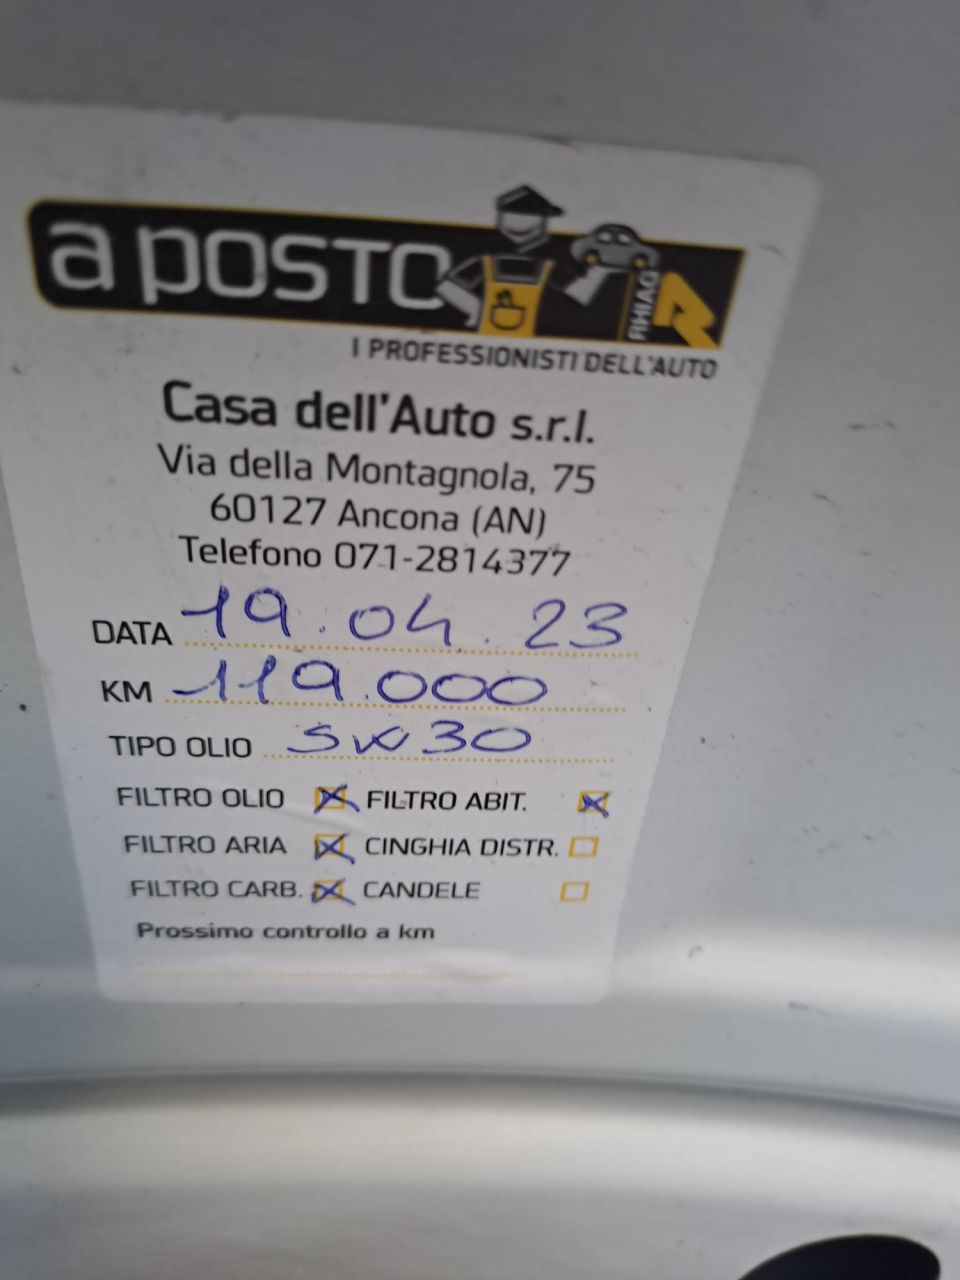 a posto
RHIAG
I PROFESSIONISTI DELL'AUTO
Casa dell'Auto s.r.l.
Via della Montagnola, 75
60127 Ancona (AN)
Telefono 071-2814377
DATA 19.04.23
KM 119.000
TIPO OLIO 5W30
FILTRO OLIO FILTRO ABIT.
FILTRO ARIA CINGHIA DISTR.
FILTRO CARB. CANDELE
Prossimo controllo a km